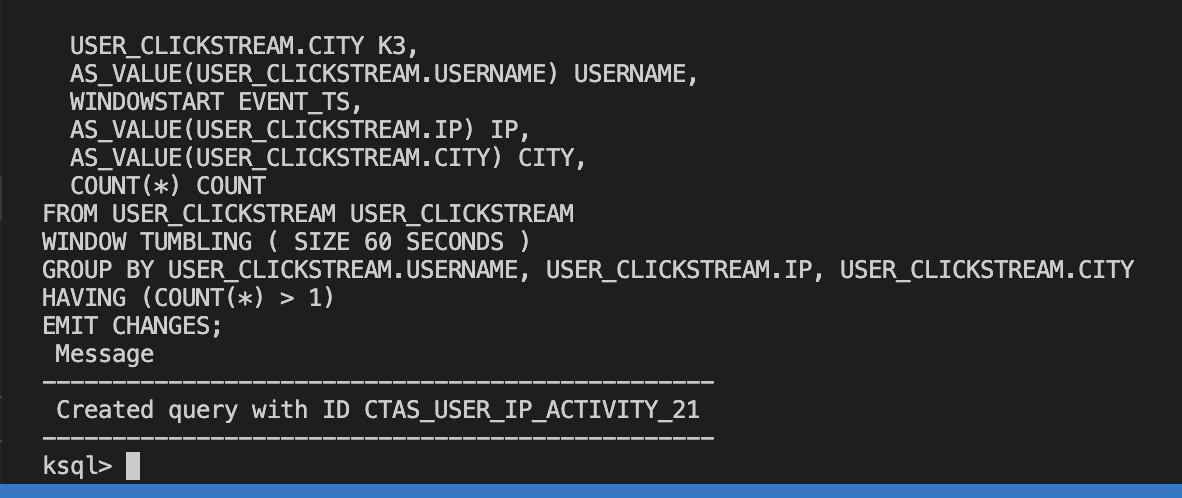 USER_CLICKSTREAM.CITY K3,
AS_VALUE(USER_CLICKSTREAM.USERNAME) USERNAME,
WINDOWSTART EVENT_TS,
AS_VALUE(USER_CLICKSTREAM.IP) IP,
AS_VALUE(USER_CLICKSTREAM.CITY) CITY,
COUNT(*) COUNT
FROM USER_CLICKSTREAM USER_CLICKSTREAM
WINDOW TUMBLING ( SIZE 60 SECONDS )
GROUP BY USER_CLICKSTREAM.USERNAME, USER_CLICKSTREAM.IP, USER_CLICKSTREAM.CITY
HAVING (COUNT(*) > 1)
EMIT CHANGES;
Message
------------------------------------------------
Created query with ID CTAS_USER_IP_ACTIVITY_21
------------------------------------------------
ksql>